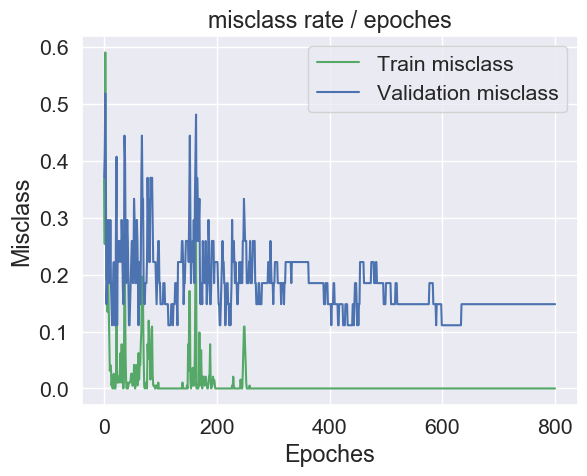 misclass rate / epoches
0.6
Train misclass
Validation misclass
0.5
0.4
0.3
0.2
0.1
0.0
Misclass
0
200
400
600
800
Epoches